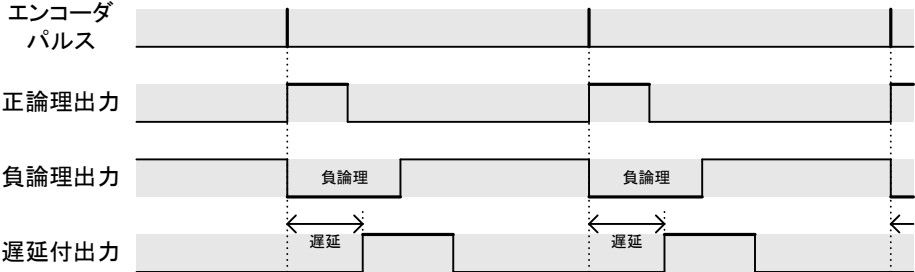 エンコーダ
パルス
正論理出力
負論理出力
負論理
負論理
遅延付出力
遅延
遅延